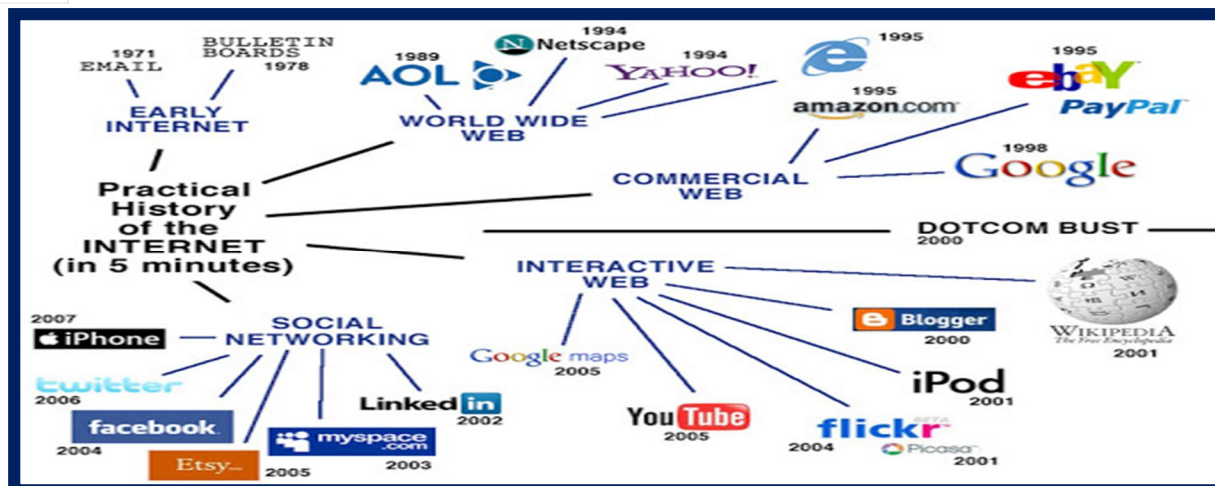 1971
EMAIL
BULLETIN
BOARDS
1978
EARLY
INTERNET
1989
AOL
1994
N Netscape
1994
YAHOO!
1995
e
WORLD WIDE
WEB
1995
amazon.com
1995
ebaY
PayPal
COMMERCIAL
WEB
1998
Google
Practical
History
of the
INTERNET
(in 5 minutes)
DOTCOM BUST
2000
INTERACTIVE
WEB
WIKIPEDIA
The Free Encyclopedia
2001
Blogger
2000
iPod
2001
flickr BETA
2004
Picasa
2001
YouTube
2005
Google maps
2005
SOCIAL
NETWORKING
2007
iPhone
twitter
2006
facebook
2004
Etsy
2005
myspace
.com
2003
Linked in
2002